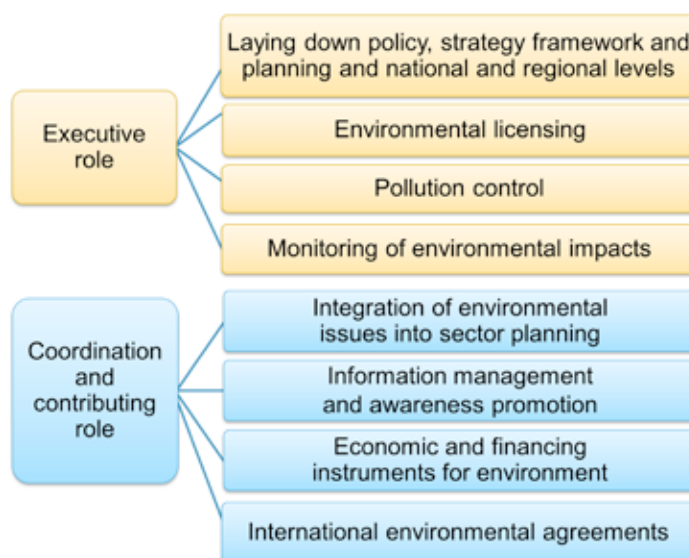 Executive
role
Laying down policy, strategy framework and
planning and national and regional levels
Environmental licensing
Pollution control
Monitoring of environmental impacts
Coordination
and
contributing
role
Integration of environmental
issues into sector planning
Information management
and awareness promotion
Economic and financing
instruments for environment
International environmental agreements